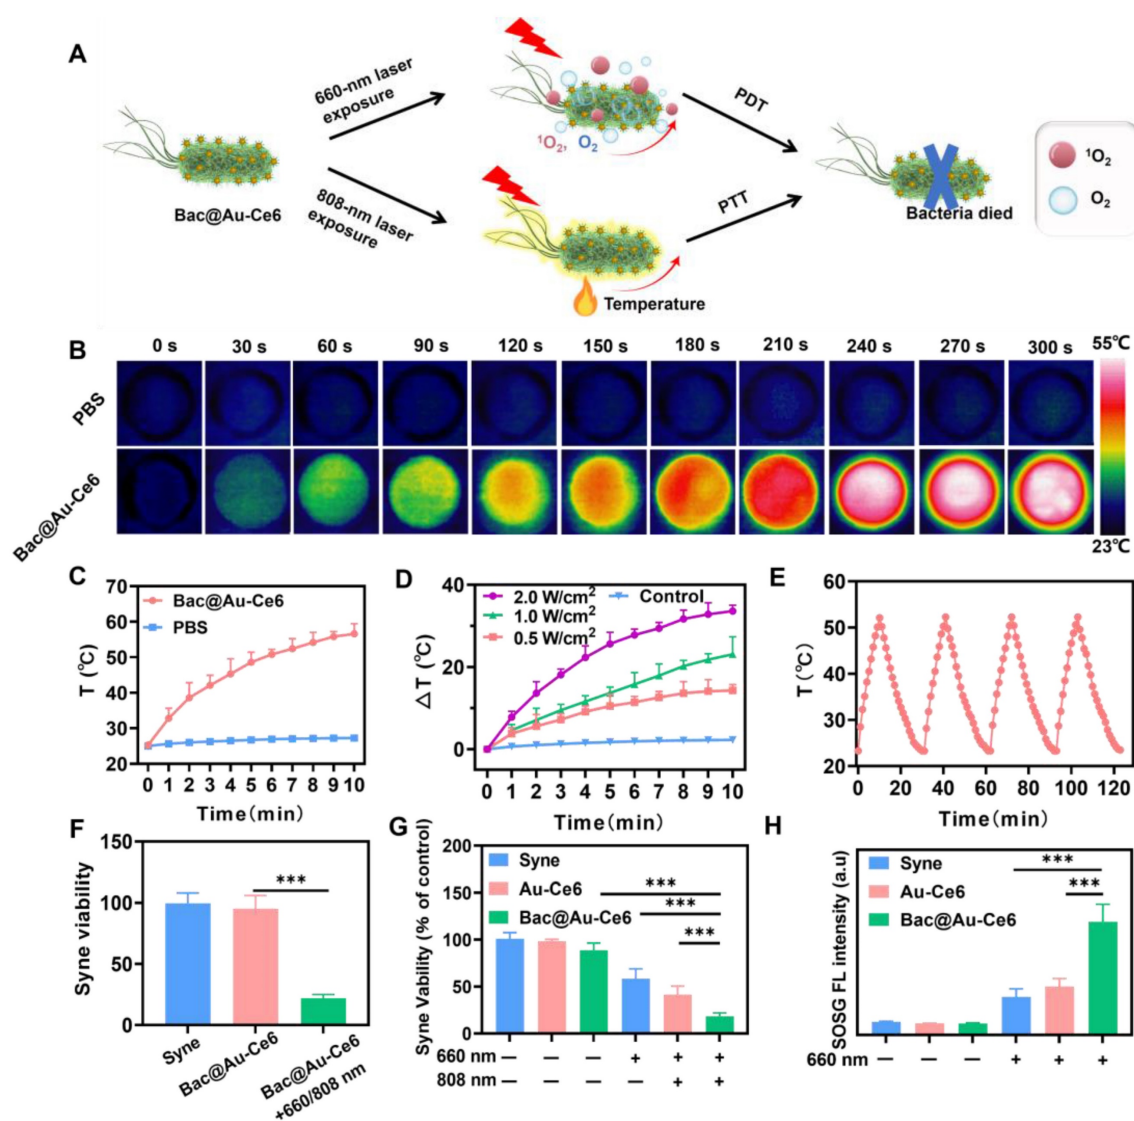 A
660-nm laser
exposure
808-nm laser
exposure
Bac@Au-Ce6
¹O₂, O₂
Temperature
PDT
PTT
Bacteria died
¹O₂
O₂
B
0 s 30 s 60 s 90 s 120 s 150 s 180 s 210 s 240 s 270 s 300 s
55℃
PBS
Bac@Au-Ce6
23℃
C
70
60
50
40
30
20
T (℃)
Bac@Au-Ce6
PBS
0 1 2 3 4 5 6 7 8 9 10
Time(min)
D
40
20
0
△T (℃)
2.0 W/cm² Control
1.0 W/cm²
0.5 W/cm²
0 1 2 3 4 5 6 7 8 9 10
Time(min)
E
60
50
40
30
20
T(℃)
0 20 40 60 80 100 120
Time(min)
F
150
100
50
0
Syne viability
***
Syne
Bac@Au-Ce6
Bac@Au-Ce6
+660/808 nm
G
200
150
100
50
0
Syne Vability (% of control)
Syne
Au-Ce6
Bac@Au-Ce6
***
***
***
660 nm — — — + + +
808 nm — — — + +
H
SOSG FL intensity (a.u)
Syne
Au-Ce6
Bac@Au-Ce6
***
***
660 nm — — — + + +